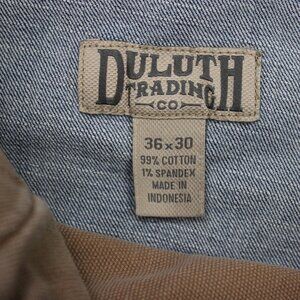 DULUTH
TRADING
CO
36x30
99% COTTON
1% SPANDEX
MADE IN
INDONESIA